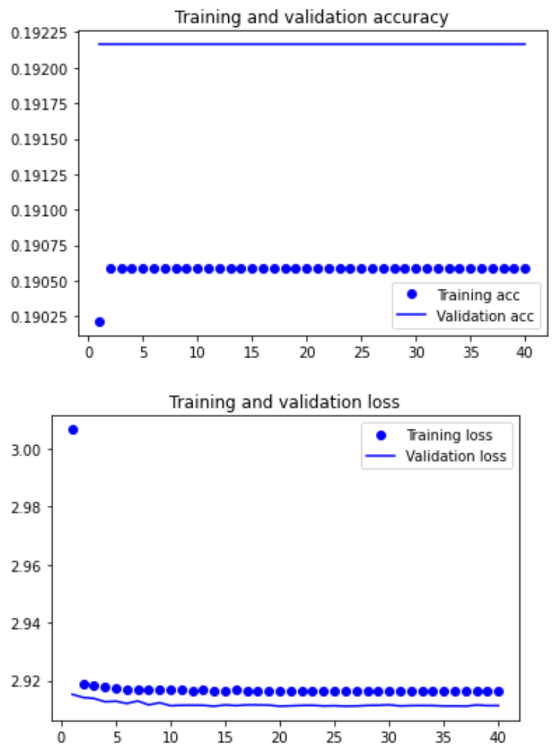 Training and validation accuracy
0.19225
0.19200
0.19175
0.19150
0.19125
0.19100
0.19075
0.19050
0.19025
Training acc
Validation acc
0 5 10 15 20 25 30 35 40
Training and validation loss
3.00
2.98
2.96
2.94
2.92
Training loss
Validation loss
0 5 10 15 20 25 30 35 40